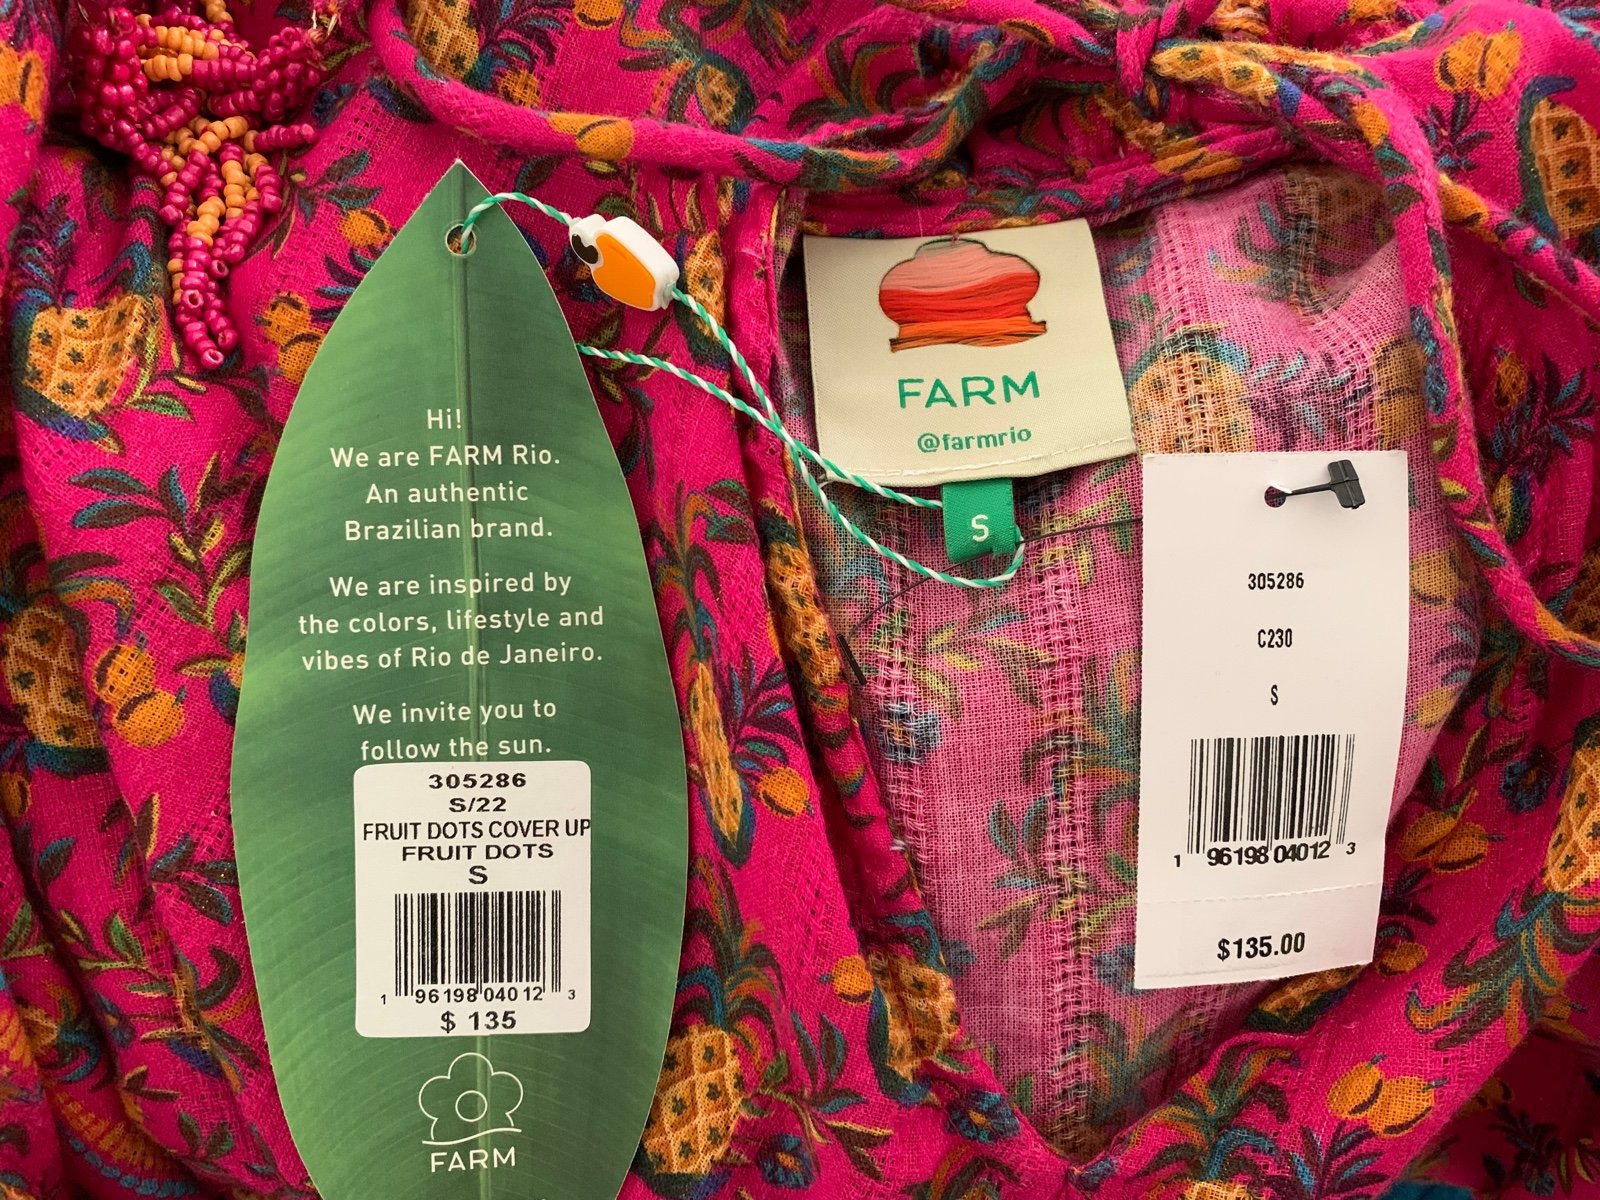 Hi!
We are FARM Rio.
An authentic
Brazilian brand.
We are inspired by
the colors, lifestyle and
vibes of Rio de Janeiro.
We invite you to
follow the sun.
305286
S/22
FRUIT DOTS COVER UP
FRUIT DOTS
S
1 96198 04012 3
$ 135
FARM
FARM
@farmrio
S
305286
C230
S
1 96198 04012 3
$135.00